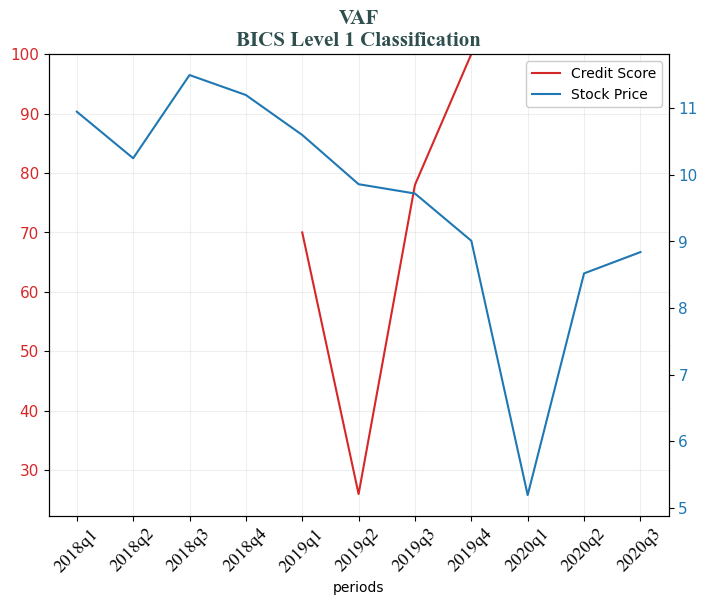 VAF
BICS Level 1 Classification
Credit Score
Stock Price
100
90
80
70
60
50
40
30
11
10
9
8
7
6
5
2018q1
2018q2
2018q3
2018q4
2019q1
2019q2
2019q3
2019q4
2020q1
2020q2
2020q3
periods